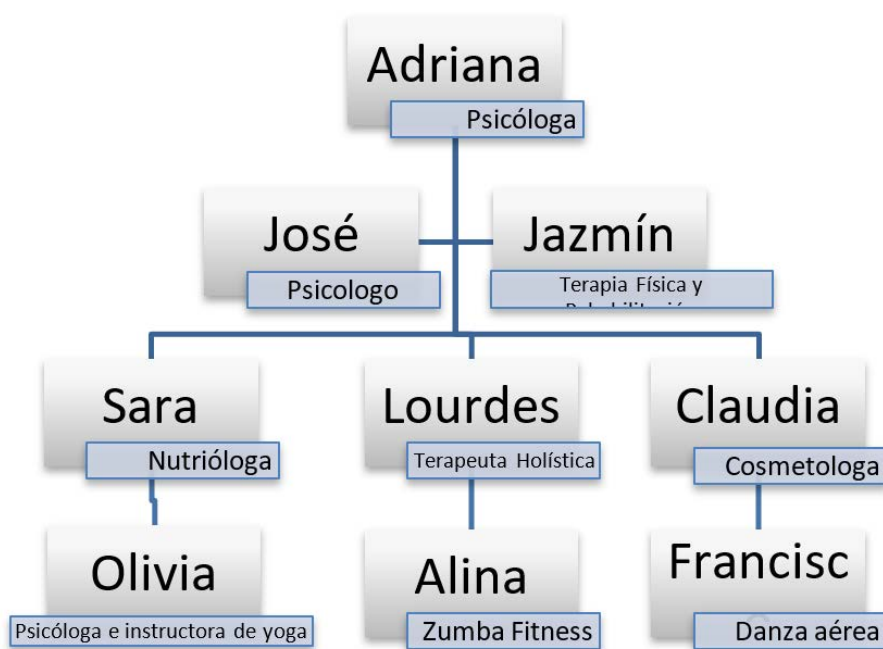 Adriana
Psicóloga
José
Psicologo
Jazmín
Terapia Física y
Sara
Nutrióloga
Lourdes
Terapeuta Holística
Claudia
Cosmetologa
Olivia
Psicóloga e instructora de yoga
Alina
Zumba Fitness
Francisc
Danza aérea